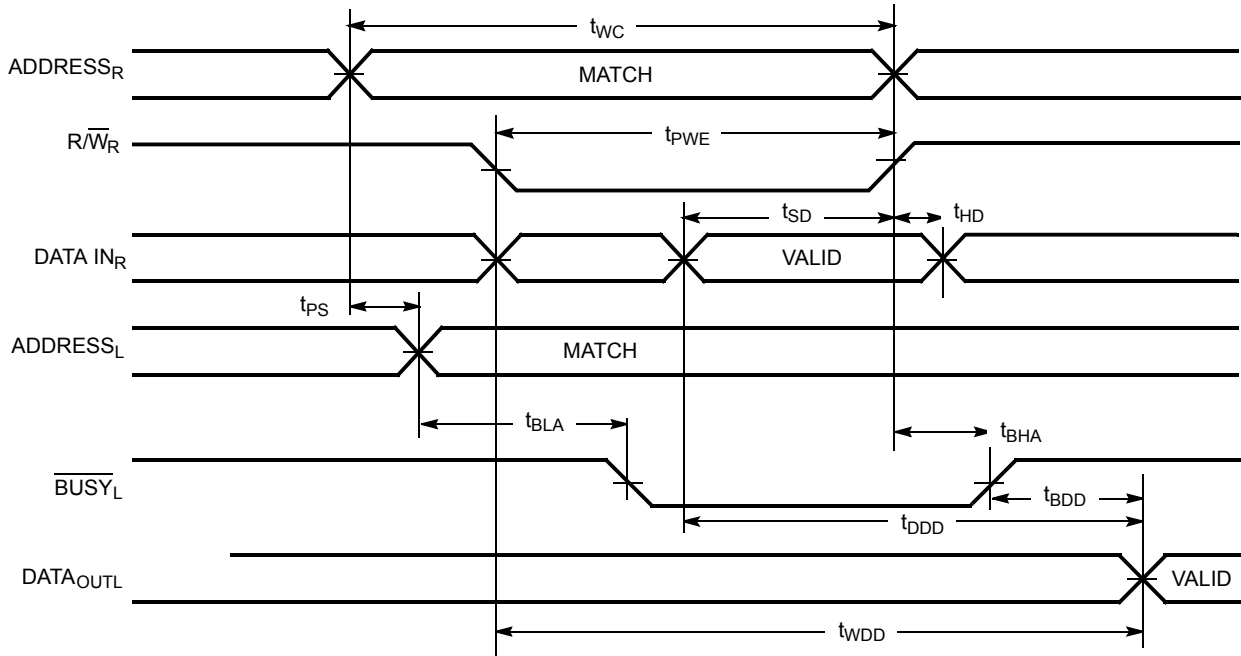 tWC
ADDRESSR
MATCH
R/W̅R
tPWE
tSD
tHD
DATA INR
VALID
tPS
ADDRESSL
MATCH
tBLA
tBHA
B̅U̅S̅Y̅L
tBDD
tDDD
DATAOUTL
VALID
tWDD